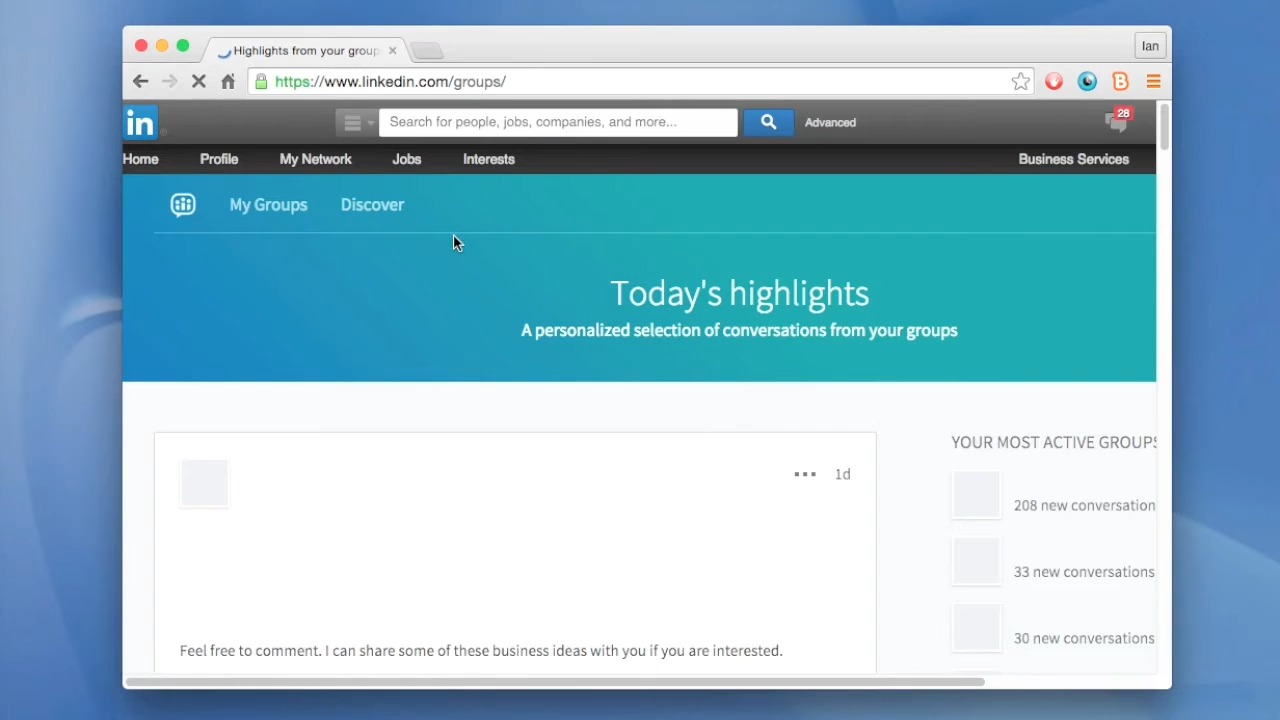 Highlights from your group
Ian
https://www.linkedin.com/groups/
in
Search for people, jobs, companies, and more...
Advanced
28
Home Profile My Network Jobs Interests Business Services
My Groups Discover
Today's highlights
A personalized selection of conversations from your groups
1d
YOUR MOST ACTIVE GROUPS
208 new conversation
33 new conversations
30 new conversations
Feel free to comment. I can share some of these business ideas with you if you are interested.